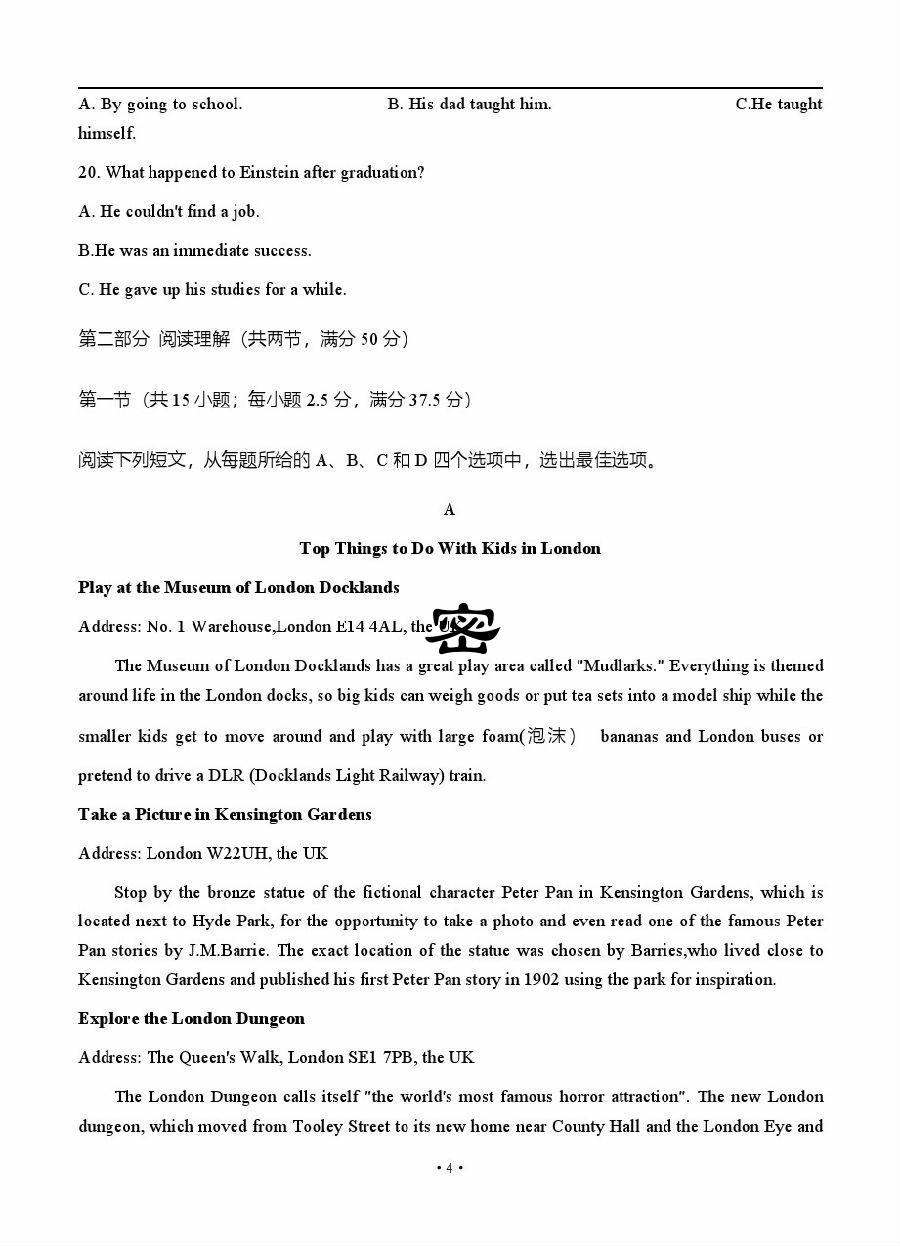 A. By going to school. B. His dad taught him. C.He taught
himself.
20. What happened to Einstein after graduation?
A. He couldn't find a job.
B.He was an immediate success.
C. He gave up his studies for a while.
第二部分 阅读理解（共两节，满分 50 分）
第一节（共 15 小题；每小题 2.5 分，满分 37.5 分）
阅读下列短文，从每题所给的 A、B、C 和 D 四个选项中，选出最佳选项。
A
Top Things to Do With Kids in London
Play at the Museum of London Docklands
Address: No. 1 Warehouse,London E14 4AL, the UK
密
The Museum of London Docklands has a great play area called "Mudlarks." Everything is themed
around life in the London docks, so big kids can weigh goods or put tea sets into a model ship while the
smaller kids get to move around and play with large foam(泡沫） bananas and London buses or
pretend to drive a DLR (Docklands Light Railway) train.
Take a Picture in Kensington Gardens
Address: London W22UH, the UK
Stop by the bronze statue of the fictional character Peter Pan in Kensington Gardens, which is
located next to Hyde Park, for the opportunity to take a photo and even read one of the famous Peter
Pan stories by J.M.Barrie. The exact location of the statue was chosen by Barries,who lived close to
Kensington Gardens and published his first Peter Pan story in 1902 using the park for inspiration.
Explore the London Dungeon
Address: The Queen's Walk, London SE1 7PB, the UK
The London Dungeon calls itself "the world's most famous horror attraction". The new London
dungeon, which moved from Tooley Street to its new home near County Hall and the London Eye and
• 4 •